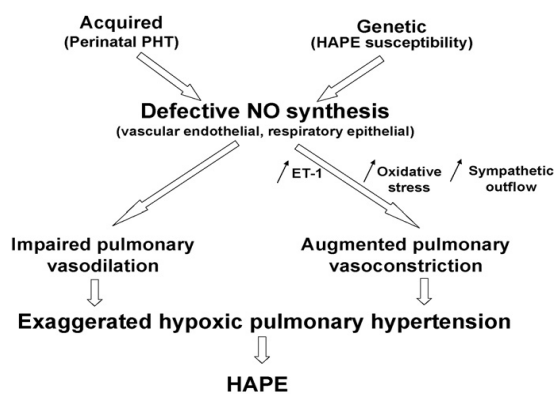 Acquired
(Perinatal PHT)
Genetic
(HAPE susceptibility)
Defective NO synthesis
(vascular endothelial, respiratory epithelial)
ET-1
Oxidative
stress
Sympathetic
outflow
Impaired pulmonary
vasodilation
Augmented pulmonary
vasoconstriction
Exaggerated hypoxic pulmonary hypertension
HAPE